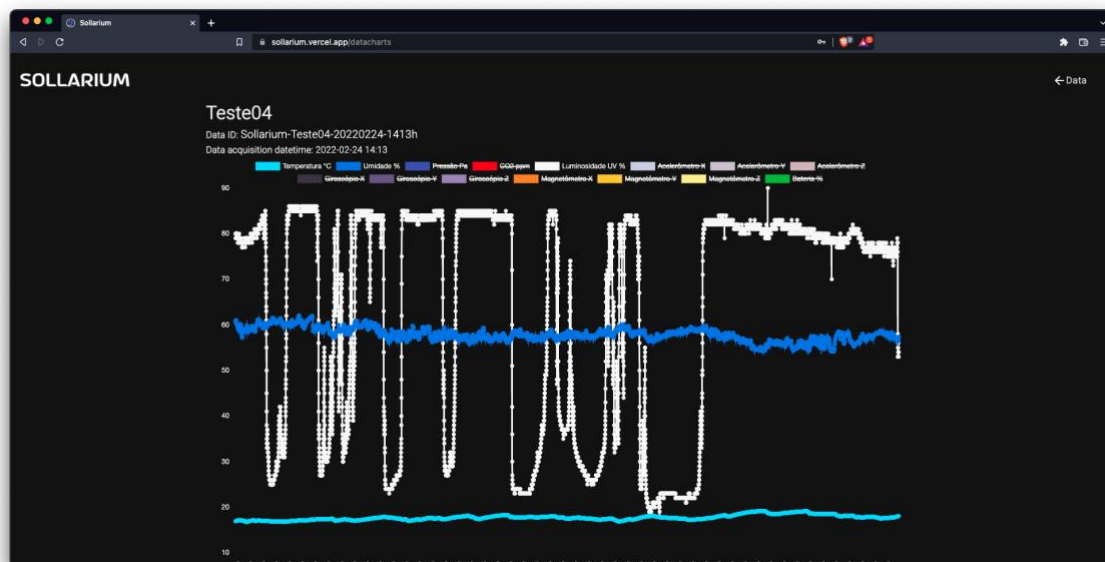 Sollarium
sollarium.vercel.app/datacharts
SOLLARIUM
Data
Teste04
Data ID: Sollarium-Teste04-20220224-1413h
Data acquisition datetime: 2022-02-24 14:13
Temperatura °C Umidade % Pressão Pa CO2 ppm Luminosidade UV % Acelerômetro X Acelerômetro Y Acelerômetro Z
Giroscópio X Giroscópio Y Giroscópio Z Magnetômetro X Magnetômetro Y Magnetômetro Z Bateria %
90
80
70
60
50
40
30
20
10